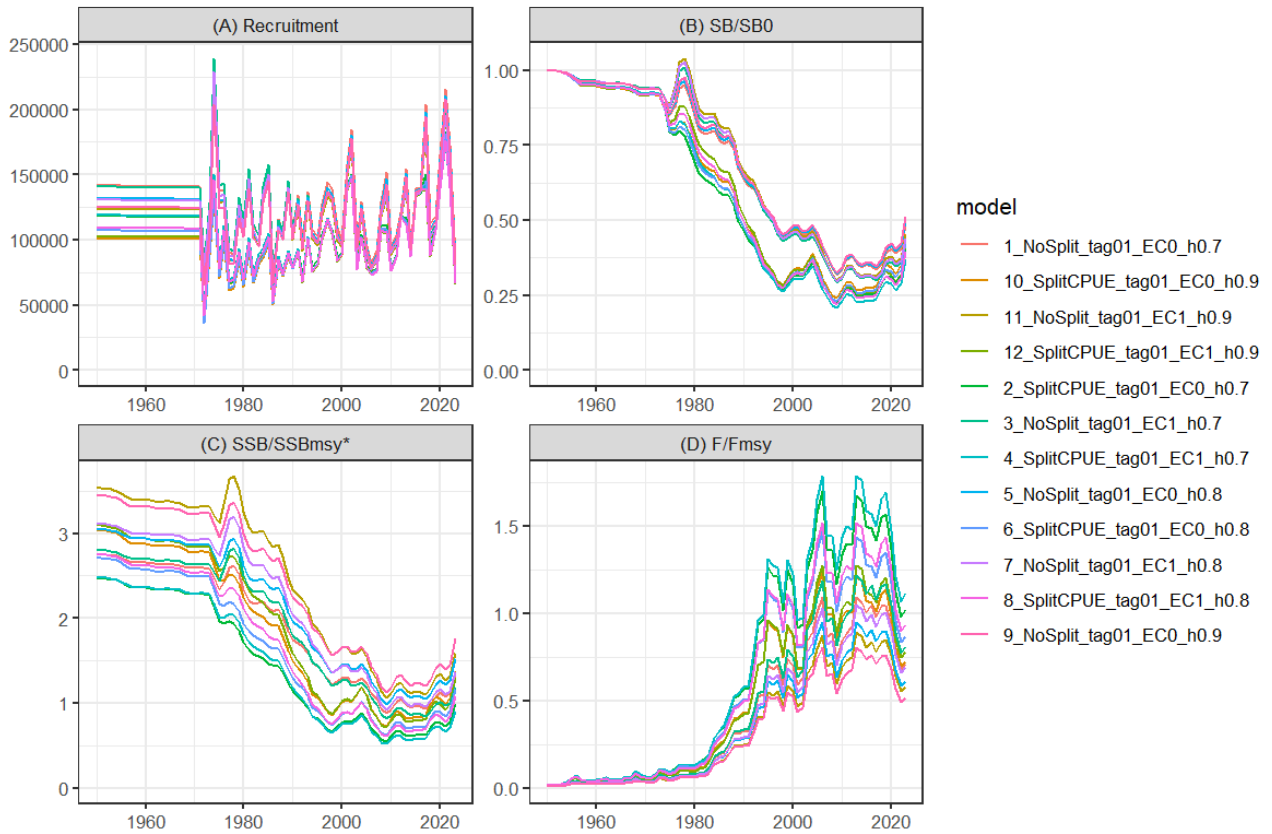 (A) Recruitment
250000
200000
150000
100000
50000
0
1960
1980
2000
2020
(B) SB/SB0
1.00
0.75
0.50
0.25
0.00
1960
1980
2000
2020
(C) SSB/SSBmsy*
3
2
1
0
1960
1980
2000
2020
(D) F/Fmsy
1.5
1.0
0.5
0.0
1960
1980
2000
2020
model
1_NoSplit_tag01_EC0_h0.7
10_SplitCPUE_tag01_EC0_h0.9
11_NoSplit_tag01_EC1_h0.9
12_SplitCPUE_tag01_EC1_h0.9
2_SplitCPUE_tag01_EC0_h0.7
3_NoSplit_tag01_EC1_h0.7
4_SplitCPUE_tag01_EC1_h0.7
5_NoSplit_tag01_EC0_h0.8
6_SplitCPUE_tag01_EC0_h0.8
7_NoSplit_tag01_EC1_h0.8
8_SplitCPUE_tag01_EC1_h0.8
9_NoSplit_tag01_EC0_h0.9